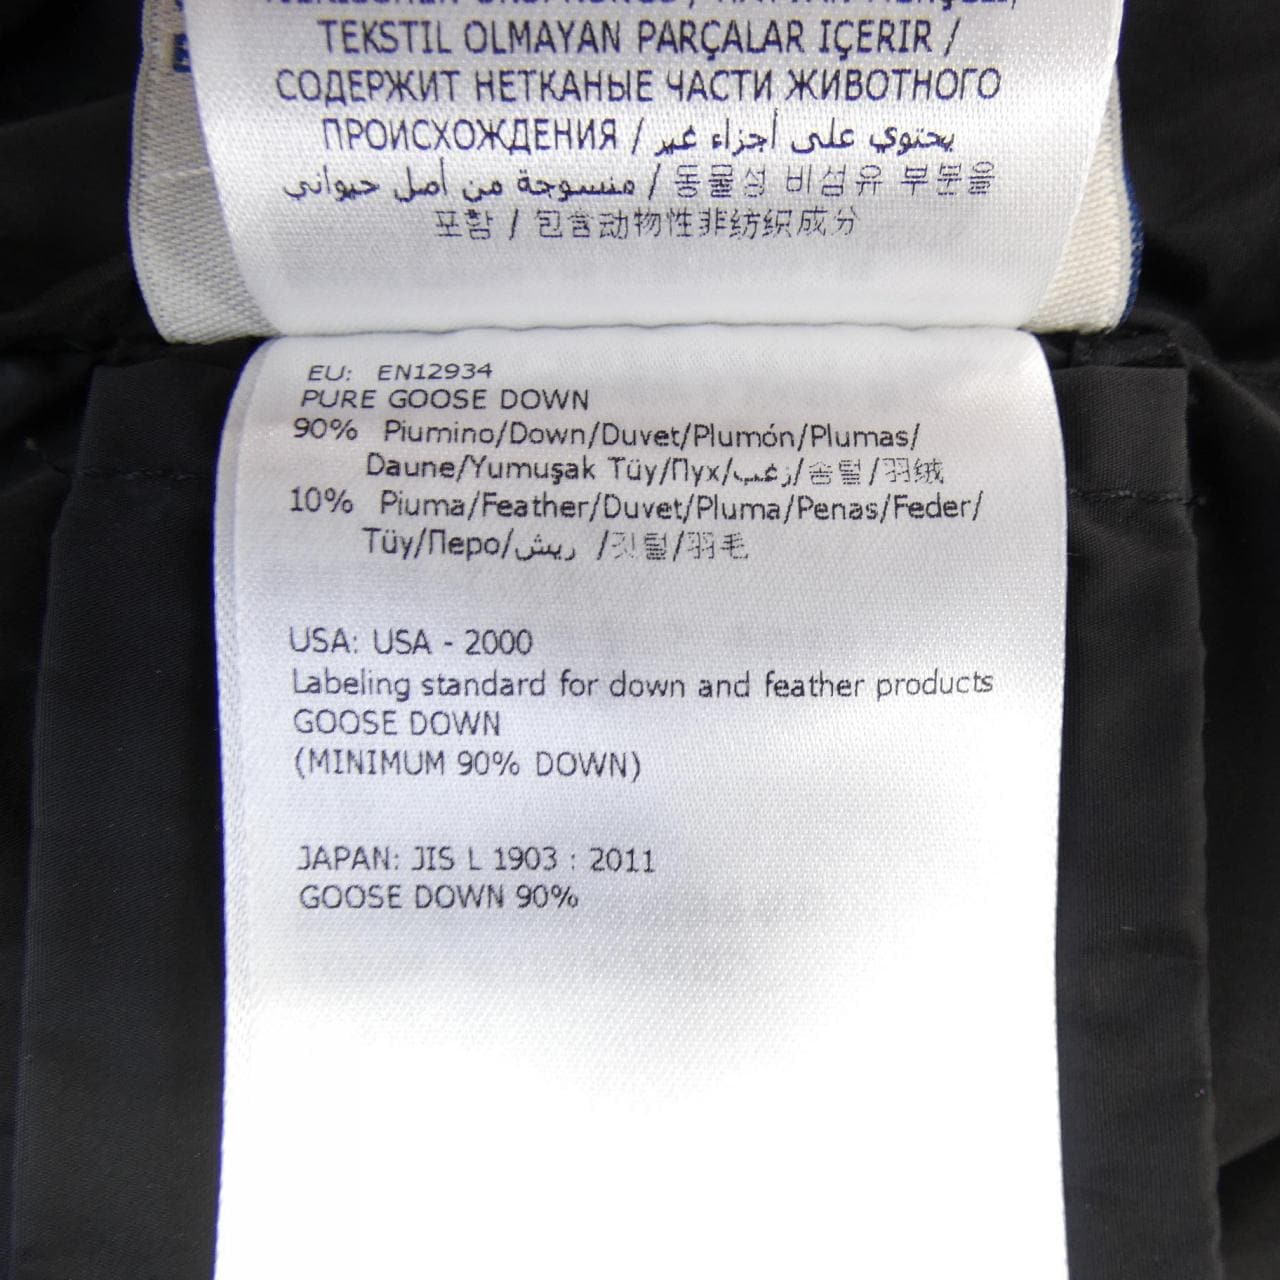 TEKSTIL OLMAYAN PARÇALAR IÇERIR /
СОДЕРЖИТ НЕТКАНЫЕ ЧАСТИ ЖИВОТНОГО
ПРОИСХОЖДЕНИЯ / يحتوي على أجزاء غير
منسوجة من أصل حيواني / 동물성 비섬유 부분을
포함 / 包含动物性非纺织成分
EU: EN12934
PURE GOOSE DOWN
90% Piumino/Down/Duvet/Plumón/Plumas/
Daune/Yumuşak Tüy/Пух/زغب/솜털/羽绒
10% Piuma/Feather/Duvet/Pluma/Penas/Feder/
Tüy/Перо/ريش /깃털/羽毛
USA: USA - 2000
Labeling standard for down and feather products
GOOSE DOWN
(MINIMUM 90% DOWN)
JAPAN: JIS L 1903 : 2011
GOOSE DOWN 90%